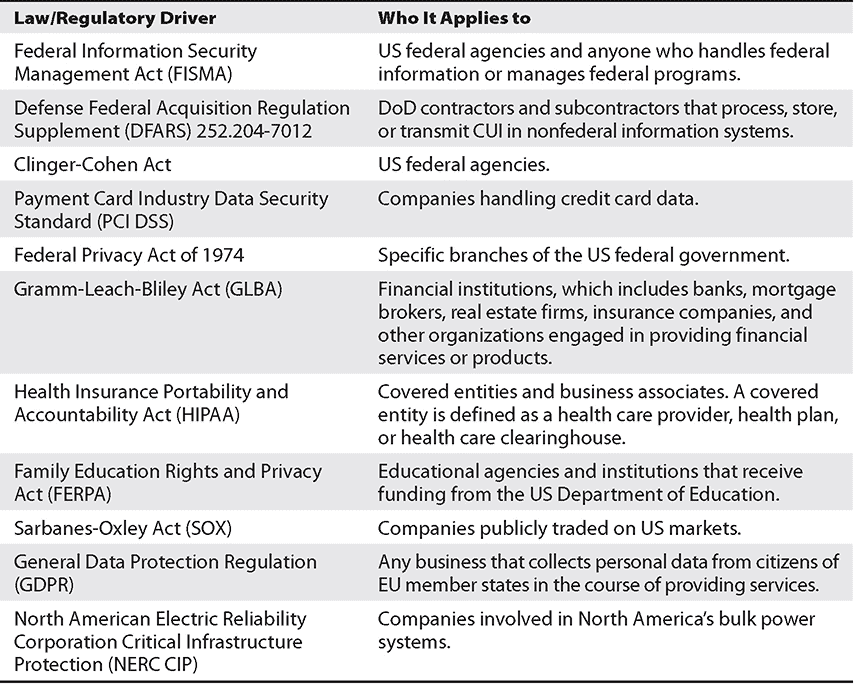 Law/Regulatory Driver Who It Applies to
Federal Information Security
Management Act (FISMA)
US federal agencies and anyone who handles federal
information or manages federal programs.
Defense Federal Acquisition Regulation
Supplement (DFARS) 252.204-7012
DoD contractors and subcontractors that process, store,
or transmit CUI in nonfederal information systems.
Clinger-Cohen Act
US federal agencies.
Payment Card Industry Data Security
Standard (PCI DSS)
Companies handling credit card data.
Federal Privacy Act of 1974
Specific branches of the US federal government.
Gramm-Leach-Bliley Act (GLBA)
Financial institutions, which includes banks, mortgage
brokers, real estate firms, insurance companies, and
other organizations engaged in providing financial
services or products.
Health Insurance Portability and
Accountability Act (HIPAA)
Covered entities and business associates. A covered
entity is defined as a health care provider, health plan,
or health care clearinghouse.
Family Education Rights and Privacy
Act (FERPA)
Educational agencies and institutions that receive
funding from the US Department of Education.
Sarbanes-Oxley Act (SOX)
Companies publicly traded on US markets.
General Data Protection Regulation
(GDPR)
Any business that collects personal data from citizens of
EU member states in the course of providing services.
North American Electric Reliability
Corporation Critical Infrastructure
Protection (NERC CIP)
Companies involved in North America's bulk power
systems.